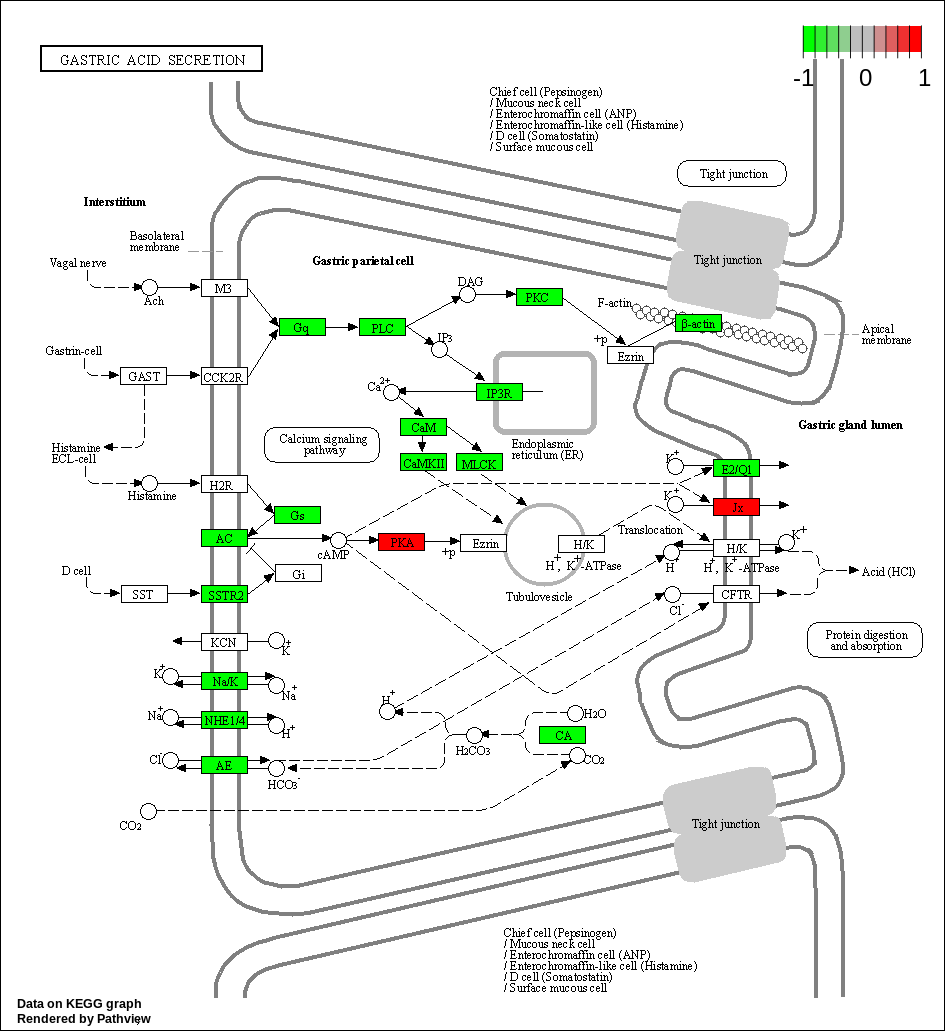 GASTRIC ACID SECRETION
-1 0 1
Chief cell (Pepsinogen)
/ Mucous neck cell
/ Enterochromaffin cell (ANP)
/ Enterochromaffin-like cell (Histamine)
/ D cell (Somatostatin)
/ Surface mucous cell
Tight junction
Interstitium
Basolateral
membrane
Gastric parietal cell
Tight junction
Vagal nerve
Ach
M3
DAG
PKC
F-actin
β-actin
Gq
PLC
IP3
+p
Ezrin
Apical
membrane
Gastrin-cell
GAST
CCK2R
Ca2+
IP3R
CaM
Gastric gland lumen
Calcium signaling
pathway
Endoplasmic
reticulum (ER)
Histamine
ECL-cell
CaMKII
MLCK
K+
E2/Q1
Histamine
H2R
K+
Jx
Gs
AC
cAMP
PKA
+p
Ezrin
H/K
H+, K+-ATPase
Translocation
H+
H/K
H+, K+-ATPase
K+
Acid (HCl)
Gi
D cell
SST
SSTR2
Tubulovesicle
Cl-
CFTR
KCN
K+
Protein digestion
and absorption
K+
Na/K
Na+
Na+
NHE1/4
H+
H+
H2O
H2CO3
CA
CO2
Cl-
AE
HCO3-
CO2
Tight junction
Chief cell (Pepsinogen)
/ Mucous neck cell
/ Enterochromaffin cell (ANP)
/ Enterochromaffin-like cell (Histamine)
/ D cell (Somatostatin)
/ Surface mucous cell
Data on KEGG graph
Rendered by Pathview